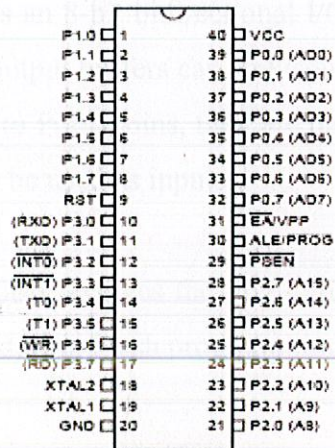 P1.0 1 40 VCC
P1.1 2 39 P0.0 (AD0)
P1.2 3 38 P0.1 (AD1)
P1.3 4 37 P0.2 (AD2)
P1.4 5 36 P0.3 (AD3)
P1.5 6 35 P0.4 (AD4)
P1.6 7 34 P0.5 (AD5)
P1.7 8 33 P0.6 (AD6)
RST 9 32 P0.7 (AD7)
(RXD) P3.0 10 31 EA/VPP
(TXD) P3.1 11 30 ALE/PROG
(INT0) P3.2 12 29 PSEN
(INT1) P3.3 13 28 P2.7 (A15)
(T0) P3.4 14 27 P2.6 (A14)
(T1) P3.5 15 26 P2.5 (A13)
(WR) P3.6 16 25 P2.4 (A12)
(RD) P3.7 17 24 P2.3 (A11)
XTAL2 18 23 P2.2 (A10)
XTAL1 19 22 P2.1 (A9)
GND 20 21 P2.0 (A8)